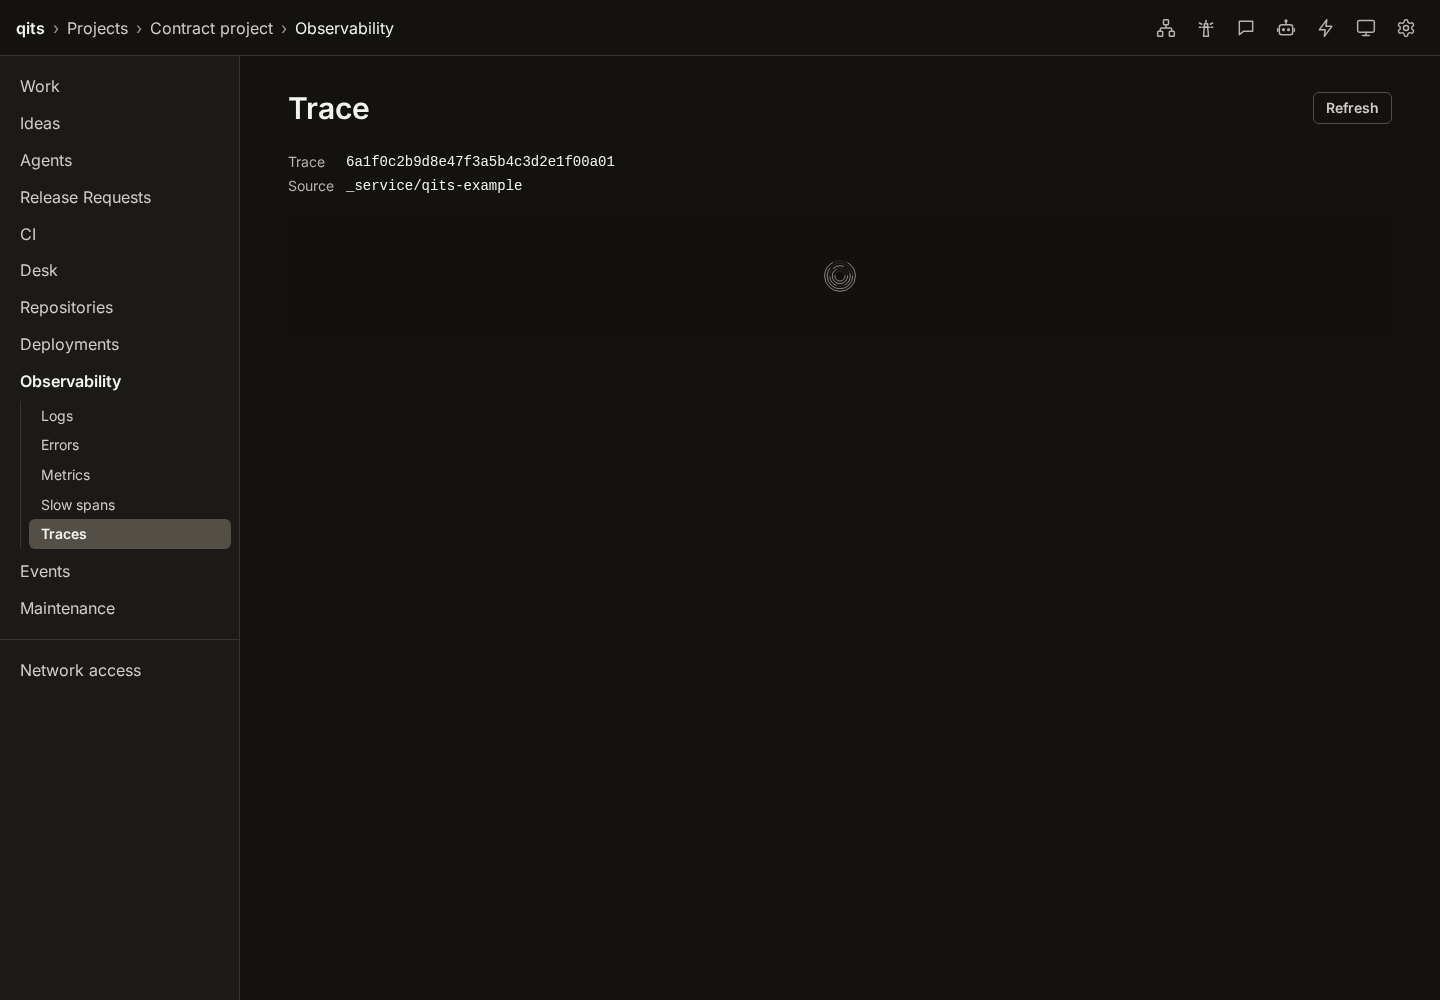 qits › Projects › Contract project › Observability
Work
Ideas
Agents
Release Requests
CI
Desk
Repositories
Deployments
Observability
Logs
Errors
Metrics
Slow spans
Traces
Events
Maintenance
Network access
Trace
Refresh
Trace 6a1f0c2b9d8e47f3a5b4c3d2e1f00a01
Source _service/qits-example